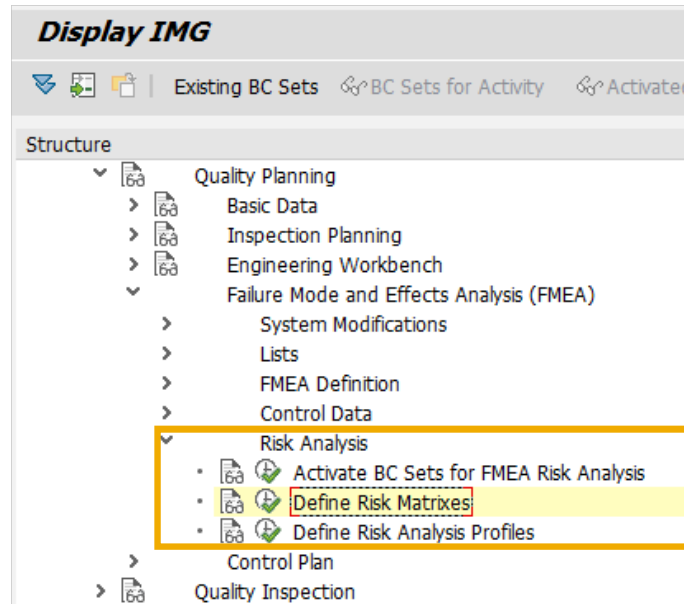 Display IMG
Existing BC Sets BC Sets for Activity Activated
Structure
Quality Planning
Basic Data
Inspection Planning
Engineering Workbench
Failure Mode and Effects Analysis (FMEA)
System Modifications
Lists
FMEA Definition
Control Data
Risk Analysis
Activate BC Sets for FMEA Risk Analysis
Define Risk Matrixes
Define Risk Analysis Profiles
Control Plan
Quality Inspection